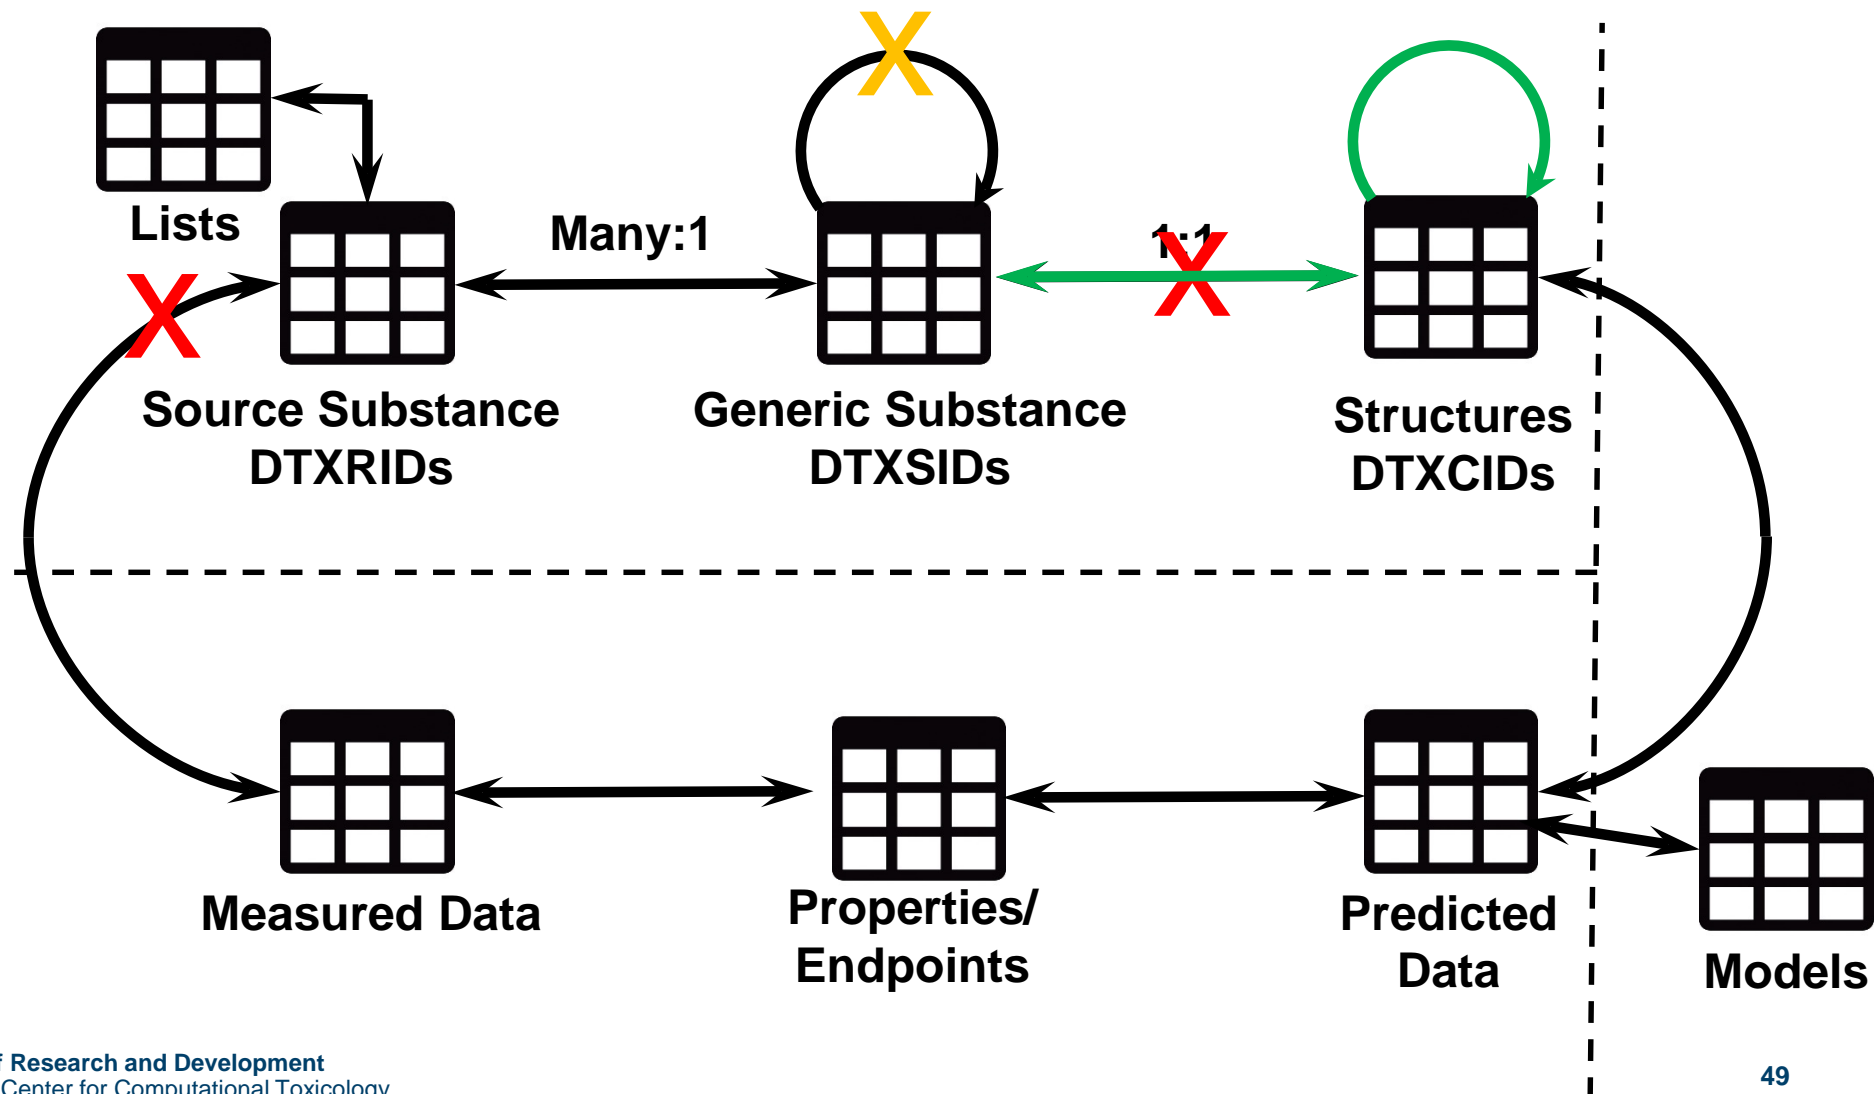 Lists
Many:1
1:1
X
X
X
Source Substance
DTXRIDs
Generic Substance
DTXSIDs
Structures
DTXCIDs
Measured Data
Properties/
Endpoints
Predicted
Data
Models
Research and Development
Center for Computational Toxicology
49